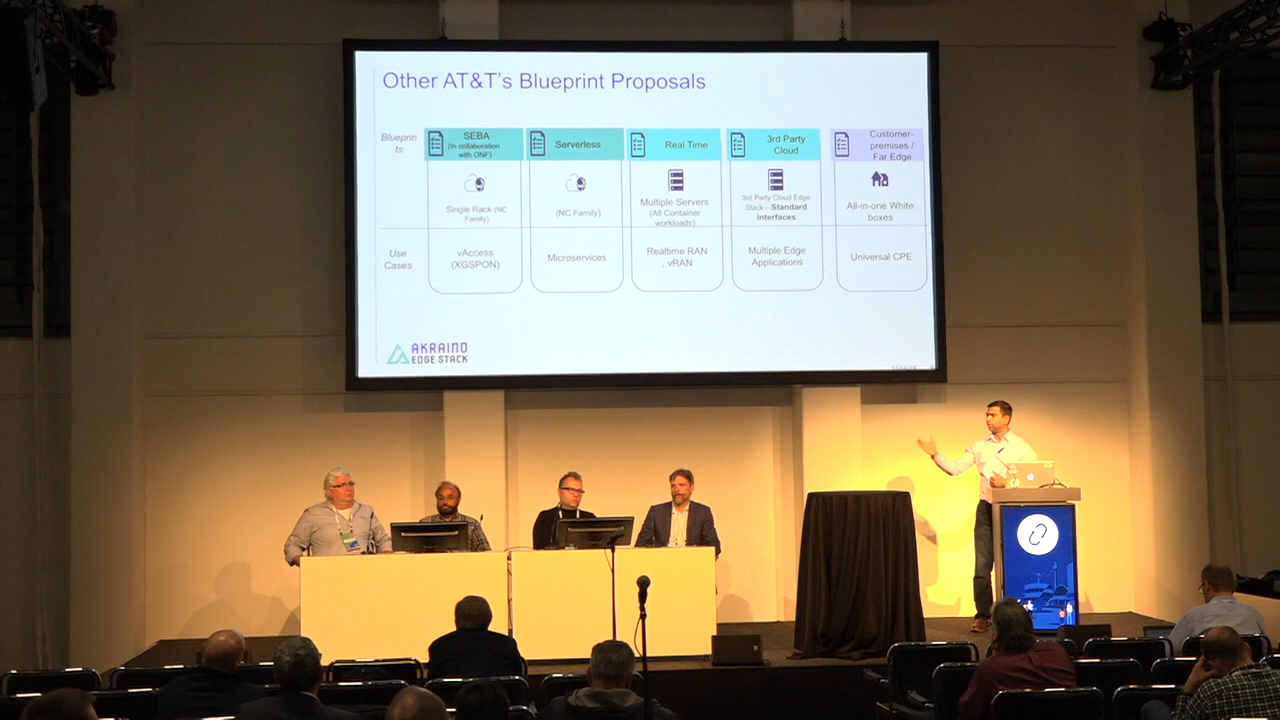 Other AT&T's Blueprint Proposals
Blueprin
ts
SEBA
(In collaboration
with ONF)
Serverless
Real Time
3rd Party
Cloud
Customer-
premises /
Far Edge
Single Rack (NC
Family)
(NC Family)
Multiple Servers
(All Container
workloads)
3rd Party Cloud Edge
Stack – Standard
Interfaces
All-in-one White
boxes
Use
Cases
vAccess
(XGSPON)
Microservices
Realtime RAN
, vRAN
Multiple Edge
Applications
Universal CPE
AKRAINO
EDGE STACK